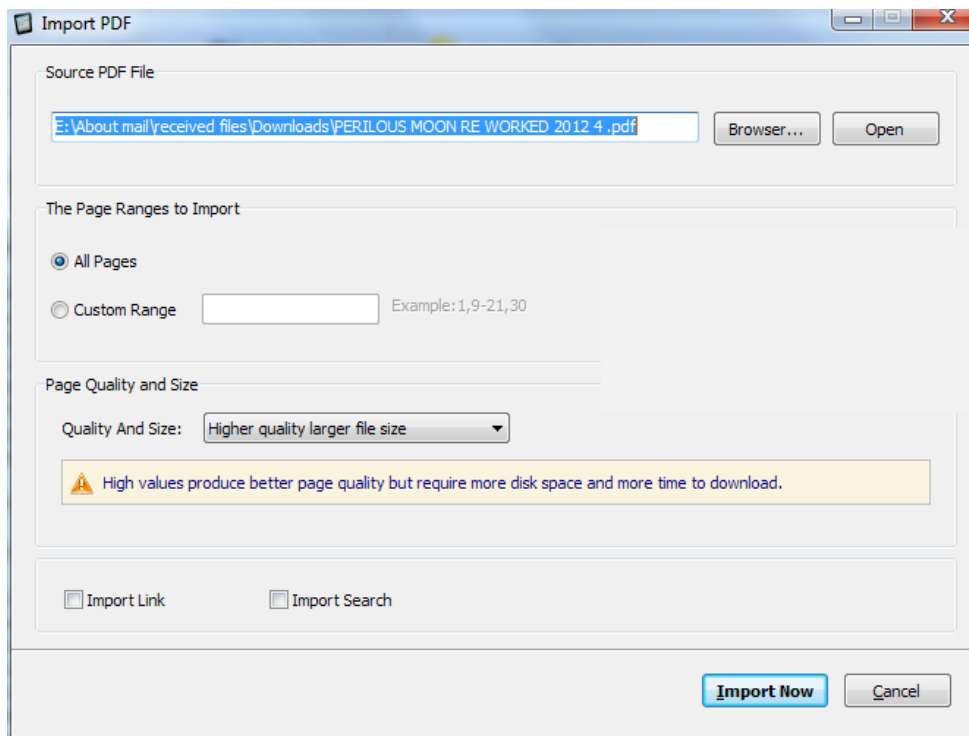 Import PDF
Source PDF File
E:\About mail\received files\Downloads\PERILOUS MOON RE WORKED 2012 4 .pdf
Browser...
Open
The Page Ranges to Import
All Pages
Custom Range
Example:1,9-21,30
Page Quality and Size
Quality And Size:
Higher quality larger file size
High values produce better page quality but require more disk space and more time to download.
Import Link
Import Search
Import Now
Cancel